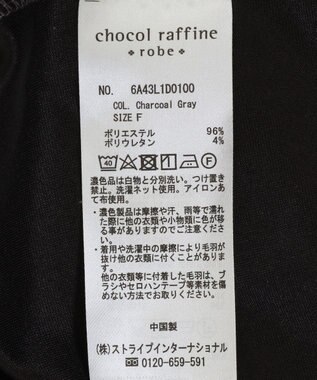 chocol raffine
robe
NO. 6A43L1D0100
COL. Charcoal Gray
SIZE F
ポリエステル 96%
ポリウレタン 4%
濃色品は白物と分別洗い。つけ置き
禁止。洗濯ネット使用。アイロンあ
て布使用。
・濃色製品は摩擦や汗、雨等で濡れ
た際に他の衣類や小物類に色が移
る事がありますのでご注意くださ
い。
・着用や洗濯中の摩擦により毛羽が
抜け他の衣類に付くことがありま
す。
他の衣類等に付着した毛羽は、ブ
ラシやセロハンテープ等素材を傷
めない方法でお取りください。
中国製
(株)ストライプインターナショナル
0120-659-591